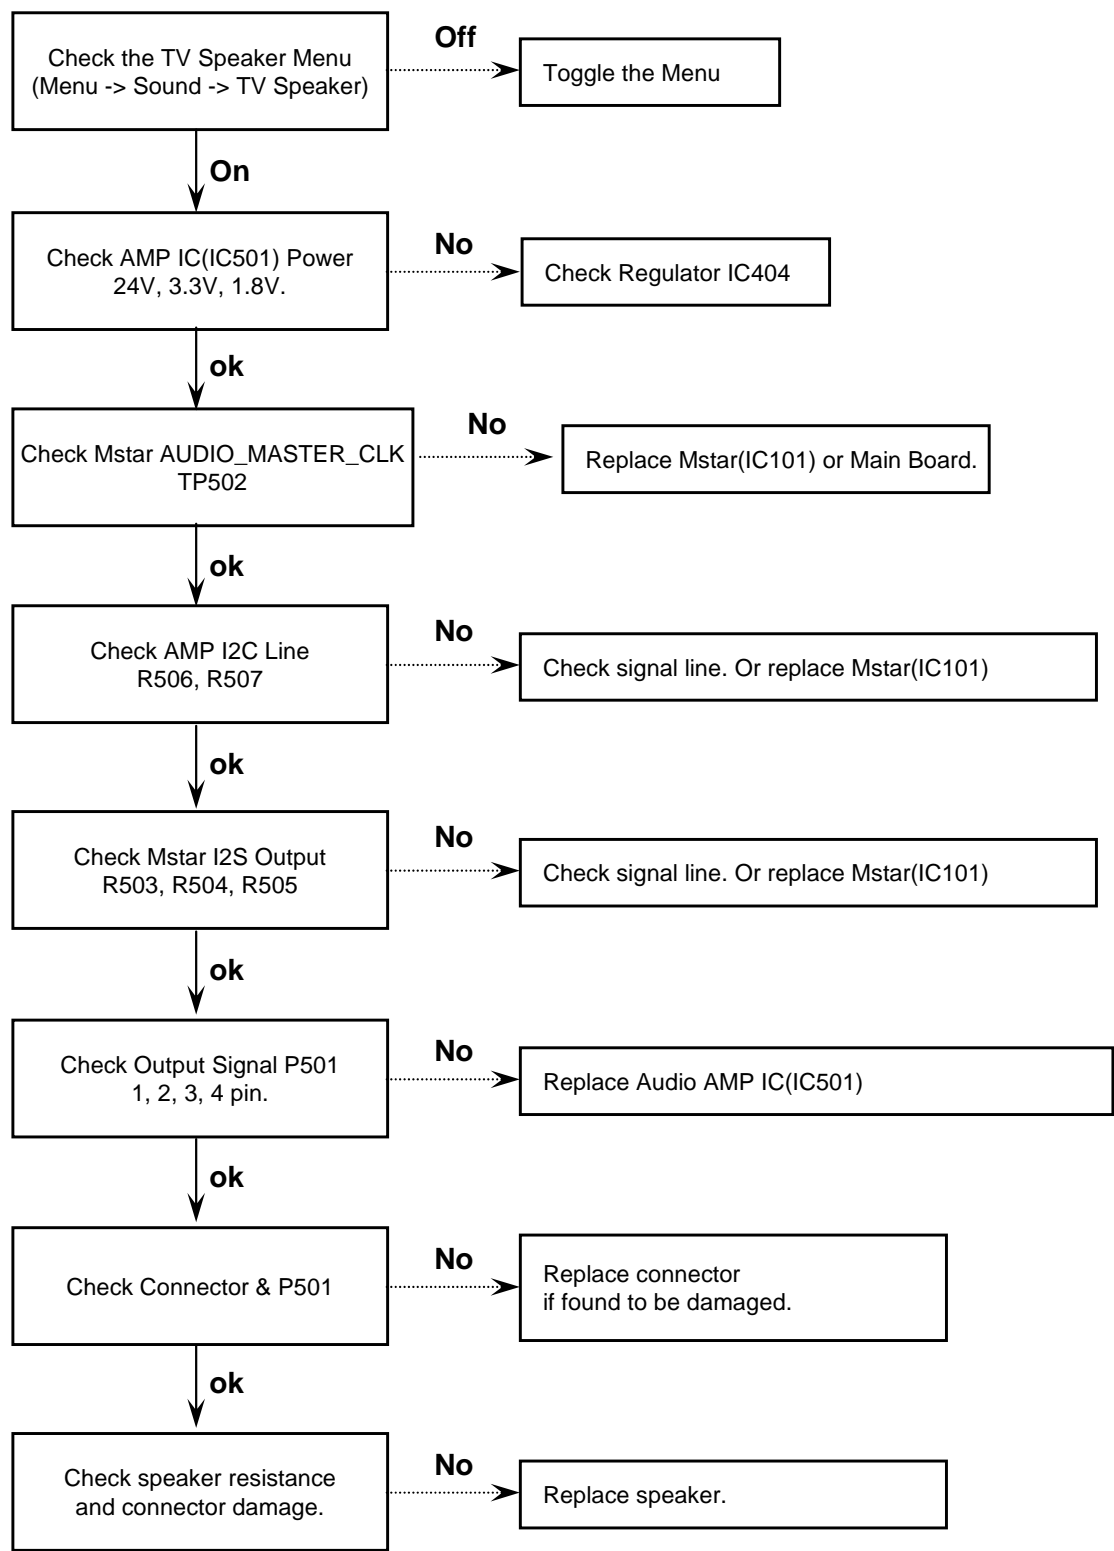 Check the TV Speaker Menu
(Menu -> Sound -> TV Speaker)
Off
Toggle the Menu
On
Check AMP IC(IC501) Power
24V, 3.3V, 1.8V.
No
Check Regulator IC404
ok
Check Mstar AUDIO_MASTER_CLK
TP502
No
Replace Mstar(IC101) or Main Board.
ok
Check AMP I2C Line
R506, R507
No
Check signal line. Or replace Mstar(IC101)
ok
Check Mstar I2S Output
R503, R504, R505
No
Check signal line. Or replace Mstar(IC101)
ok
Check Output Signal P501
1, 2, 3, 4 pin.
No
Replace Audio AMP IC(IC501)
ok
Check Connector & P501
No
Replace connector
if found to be damaged.
ok
Check speaker resistance
and connector damage.
No
Replace speaker.